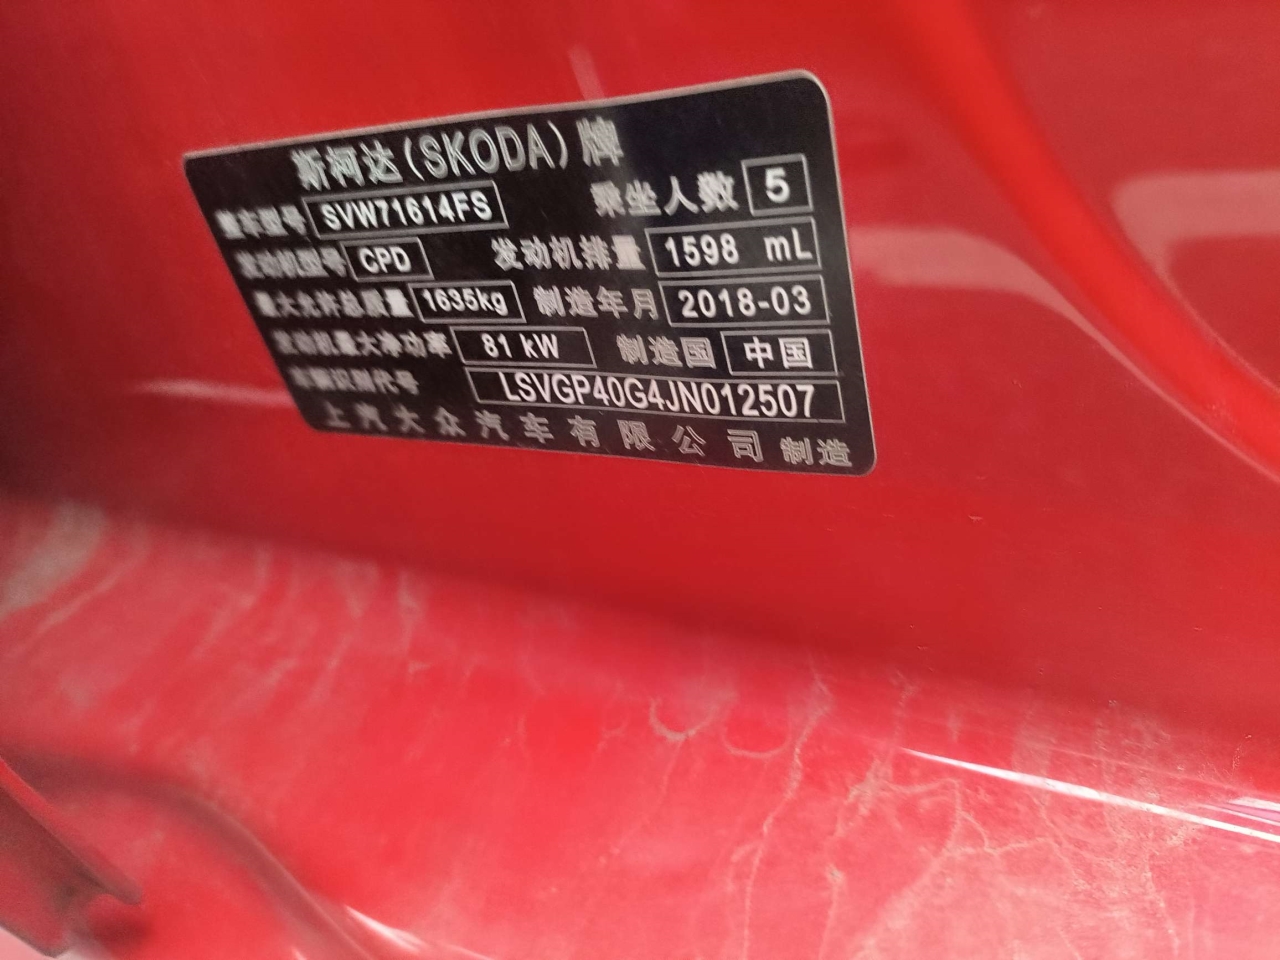 斯柯达(SKODA)牌
整车型号 SVW71614FS 乘坐人数 5
发动机型号 CPD 发动机排量 1598 mL
最大允许总质量 1635kg 制造年月 2018-03
发动机最大净功率 81 kW 制造国 中国
车辆识别代号 LSVGP40G4JN012507
上汽大众汽车有限公司 制造